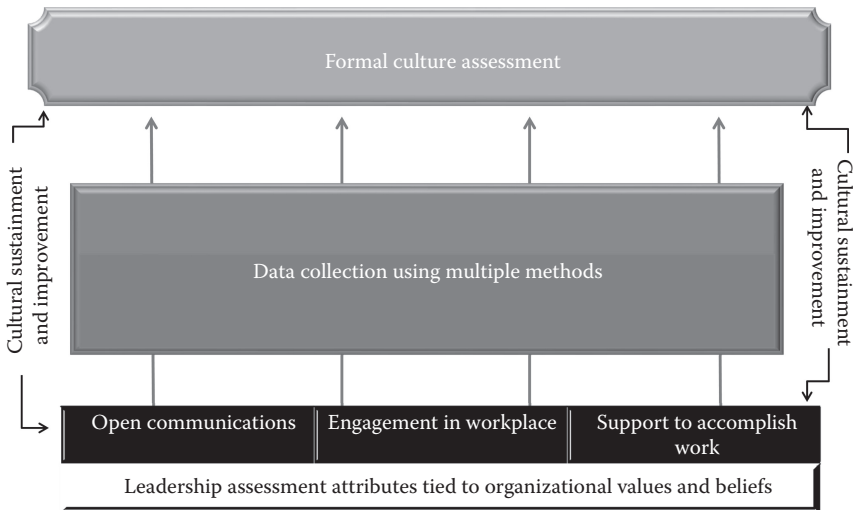 Formal culture assessment
Cultural sustainment
and improvement
Cultural sustainment
and improvement
Data collection using multiple methods
Open communications
Engagement in workplace
Support to accomplish
work
Leadership assessment attributes tied to organizational values and beliefs